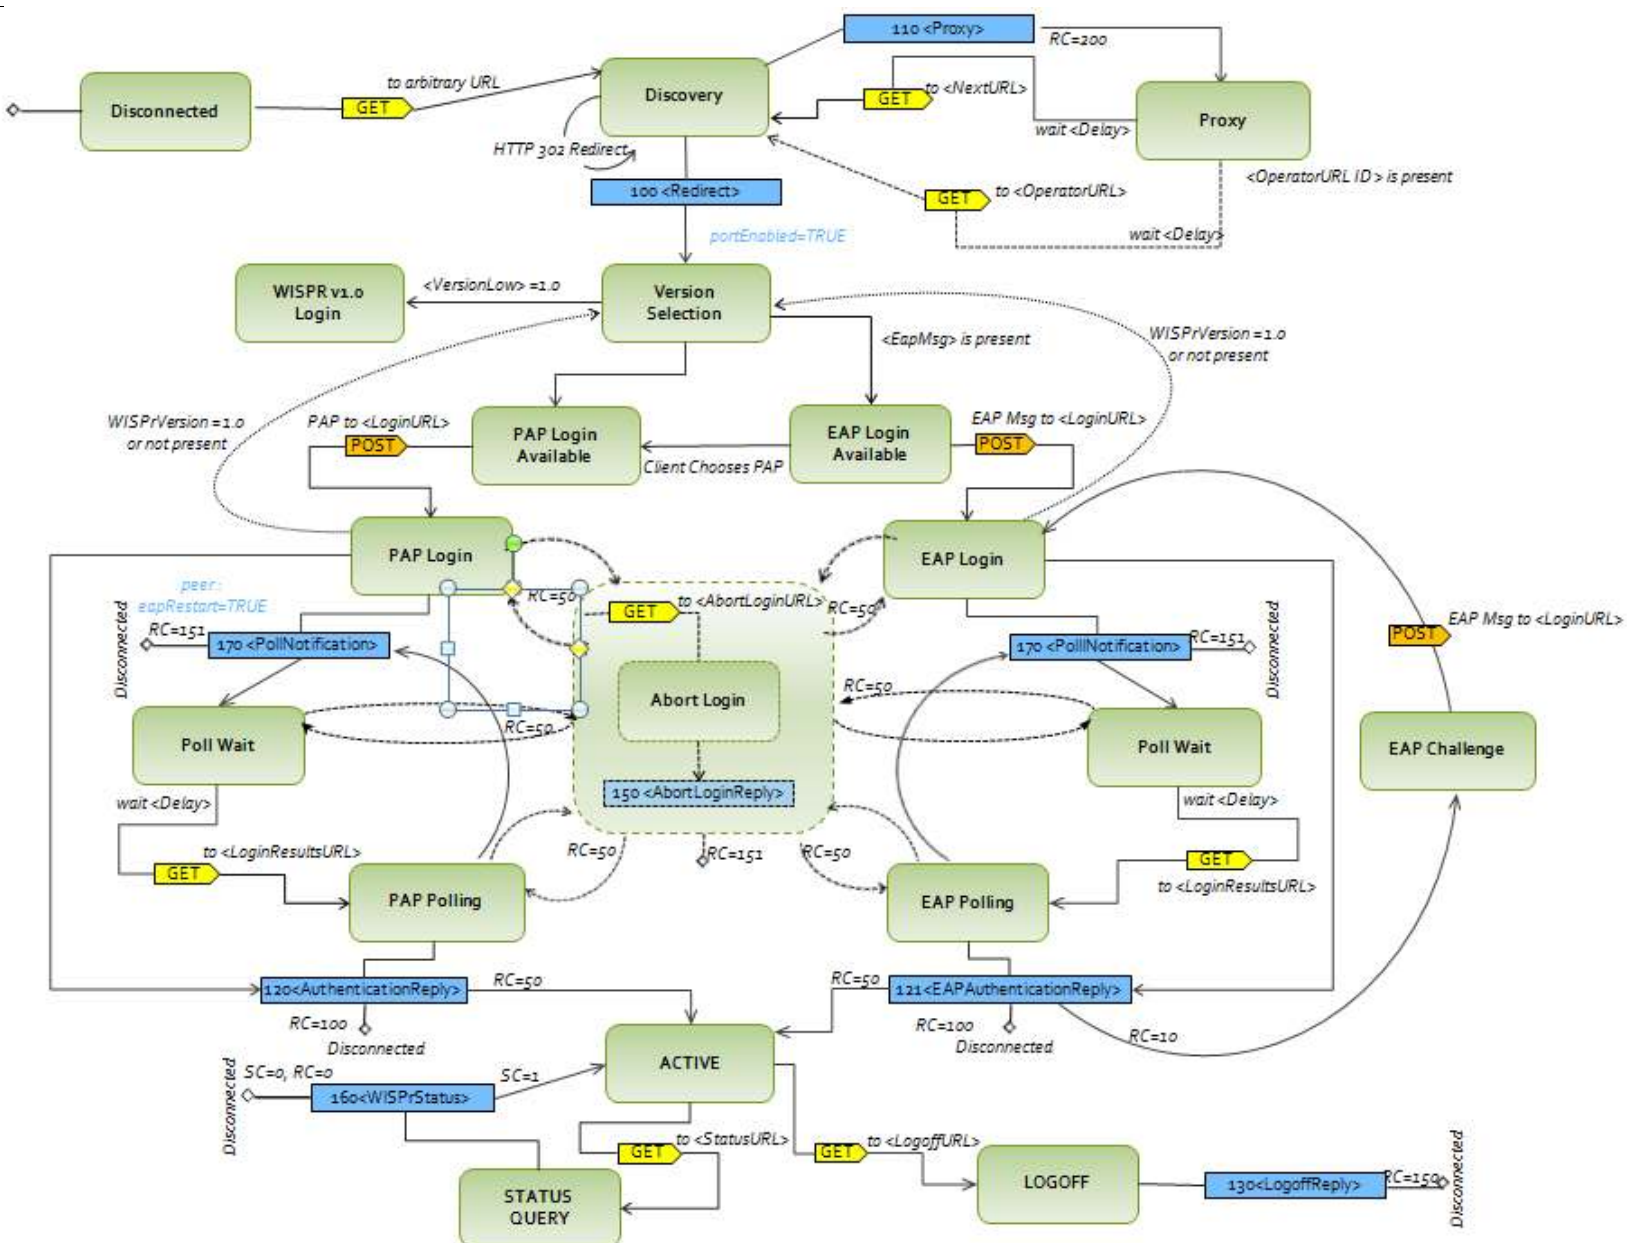 110 <Proxy>
RC=200
to arbitrary URL
Disconnected
GET
Discovery
GET
to <NextURL>
Proxy
wait <Delay>
HTTP 302 Redirect
100 <Redirect>
GET
to <OperatorURL>
<OperatorURL ID > is present
portEnabled=TRUE
wait <Delay>
WISPR v1.0
Login
<VersionLow> =1.0
Version
Selection
<EapMsg> is present
WISPrVersion =1.0
or not present
WISPrVersion =1.0
or not present
PAP to <LoginURL>
POST
PAP Login
Available
Client Chooses PAP
EAP Login
Available
EAP Msg to <LoginURL>
POST
PAP Login
EAP Login
peer:
eapRestart=TRUE
RC=50
GET
to <AbortLoginURL>
RC=50
Disconnected
RC=151
170 <PollNotification>
170 <PollNotification>
RC=151
Disconnected
POST
EAP Msg to <LoginURL>
Abort Login
RC=50
RC=50
Poll Wait
Poll Wait
EAP Challenge
150 <AbortLoginReply>
wait <Delay>
wait <Delay>
to <LoginResultsURL>
GET
RC=50
RC=151
RC=50
GET
to <LoginResultsURL>
PAP Polling
EAP Polling
120<AuthenticationReply>
RC=50
RC=50
121<EAPAuthenticationReply>
RC=100
Disconnected
RC=100
Disconnected
RC=10
ACTIVE
Disconnected
SC=0, RC=0
160<WISPrStatus>
SC=1
GET
to <StatusURL>
GET
to <LogoffURL>
STATUS
QUERY
LOGOFF
130<LogoffReply>
RC=150
Disconnected